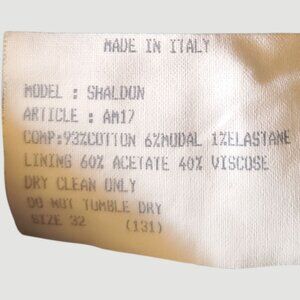 MADE IN ITALY
MODEL : SHALDON
ARTICLE : AM17
COMP:93%COTTON 6%MODAL 1%ELASTANE
LINING 60% ACETATE 40% VISCOSE
DRY CLEAN ONLY
DO NOT TUMBLE DRY
SIZE 32 (131)